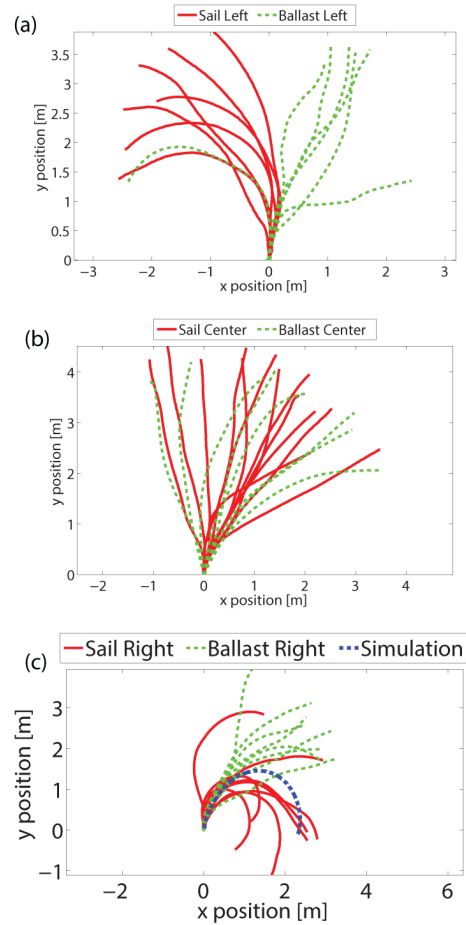 (a)
Sail Left Ballast Left
3.5
3
2.5
2
1.5
1
0.5
0
y position [m]
−3 −2 −1 0 1 2 3
x position [m]
(b)
Sail Center Ballast Center
4
3
2
1
0
y position [m]
−2 −1 0 1 2 3 4
x position [m]
(c)
Sail Right Ballast Right Simulation
3
2
1
0
−1
y position [m]
−2 0 2 4 6
x position [m]